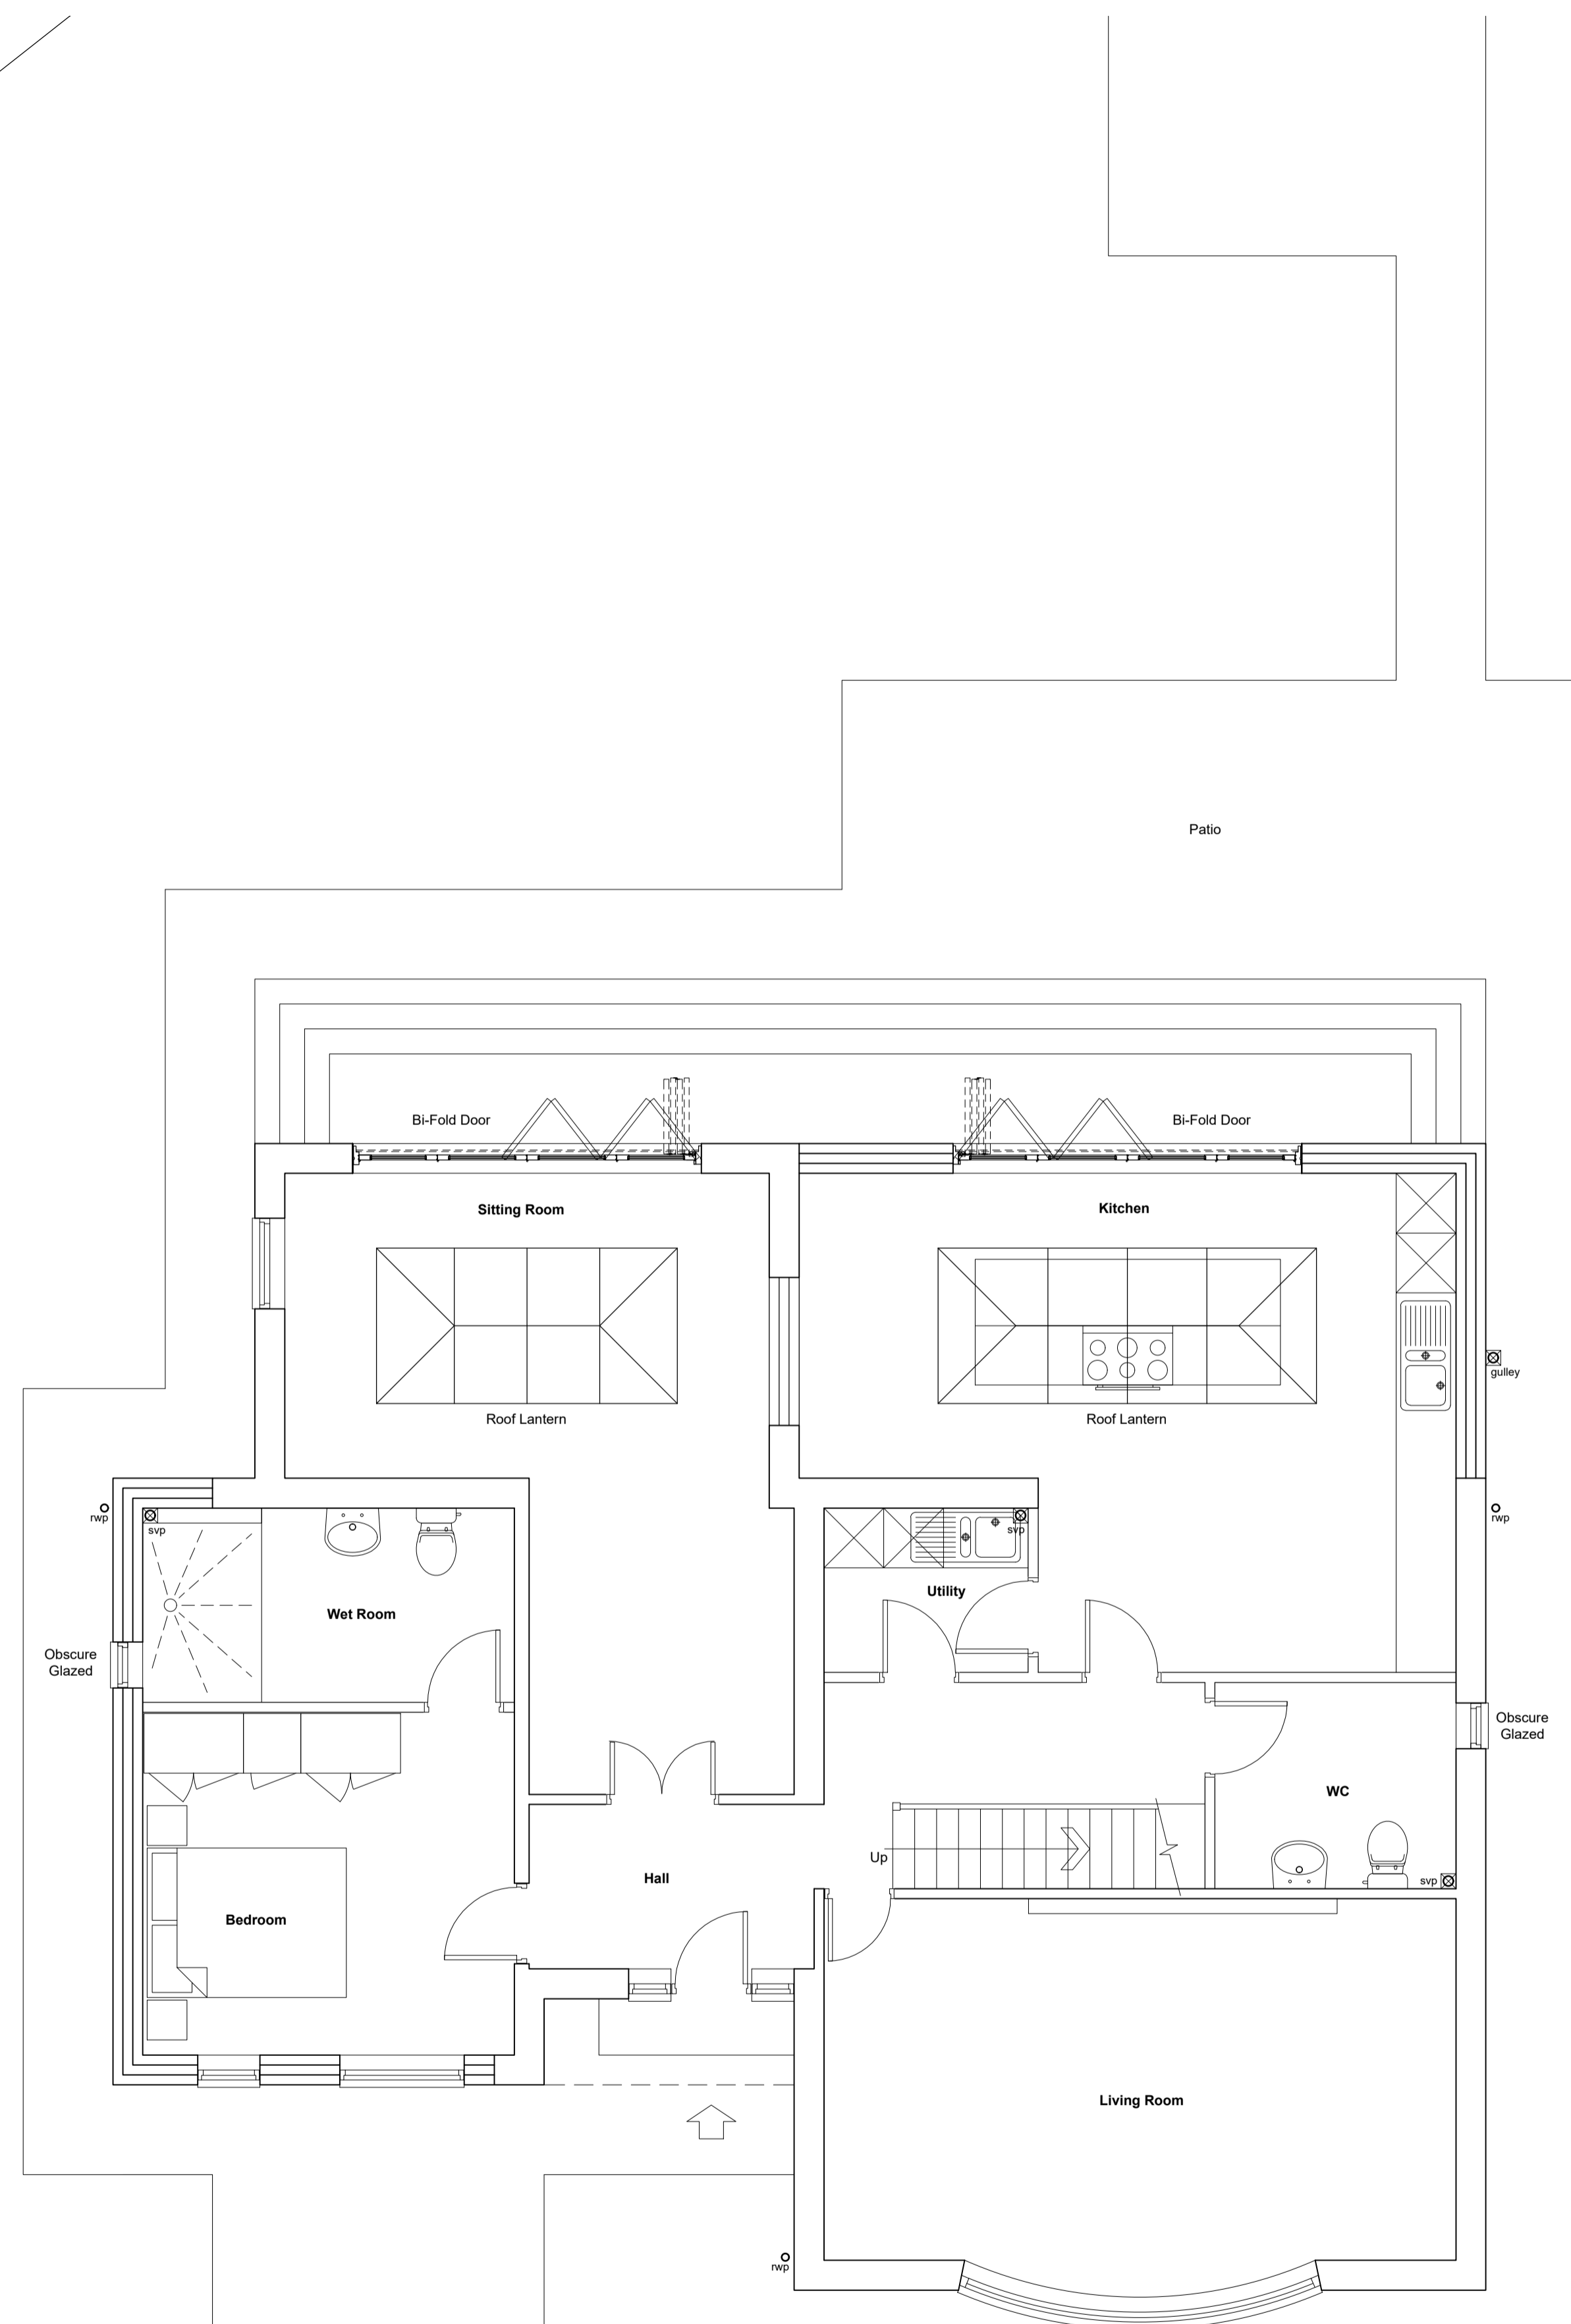 Patio
Bi-Fold Door
Bi-Fold Door
Sitting Room
Kitchen
gulley
Roof Lantern
Roof Lantern
rwp
svp
svp
rwp
Utility
Wet Room
Obscure
Glazed
Obscure
Glazed
WC
Up
Hall
svp
Bedroom
Living Room
rwp